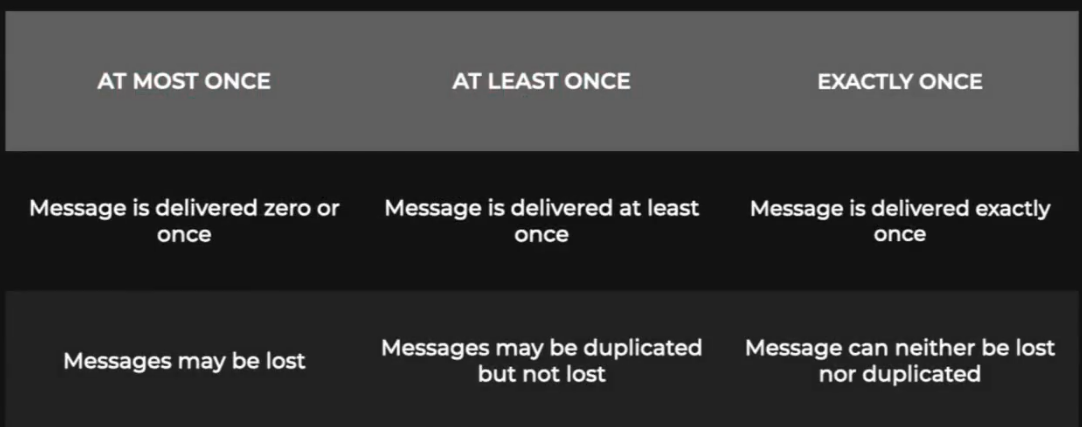 AT MOST ONCE
AT LEAST ONCE
EXACTLY ONCE
Message is delivered zero or
once
Message is delivered at least
once
Message is delivered exactly
once
Messages may be lost
Messages may be duplicated
but not lost
Message can neither be lost
nor duplicated